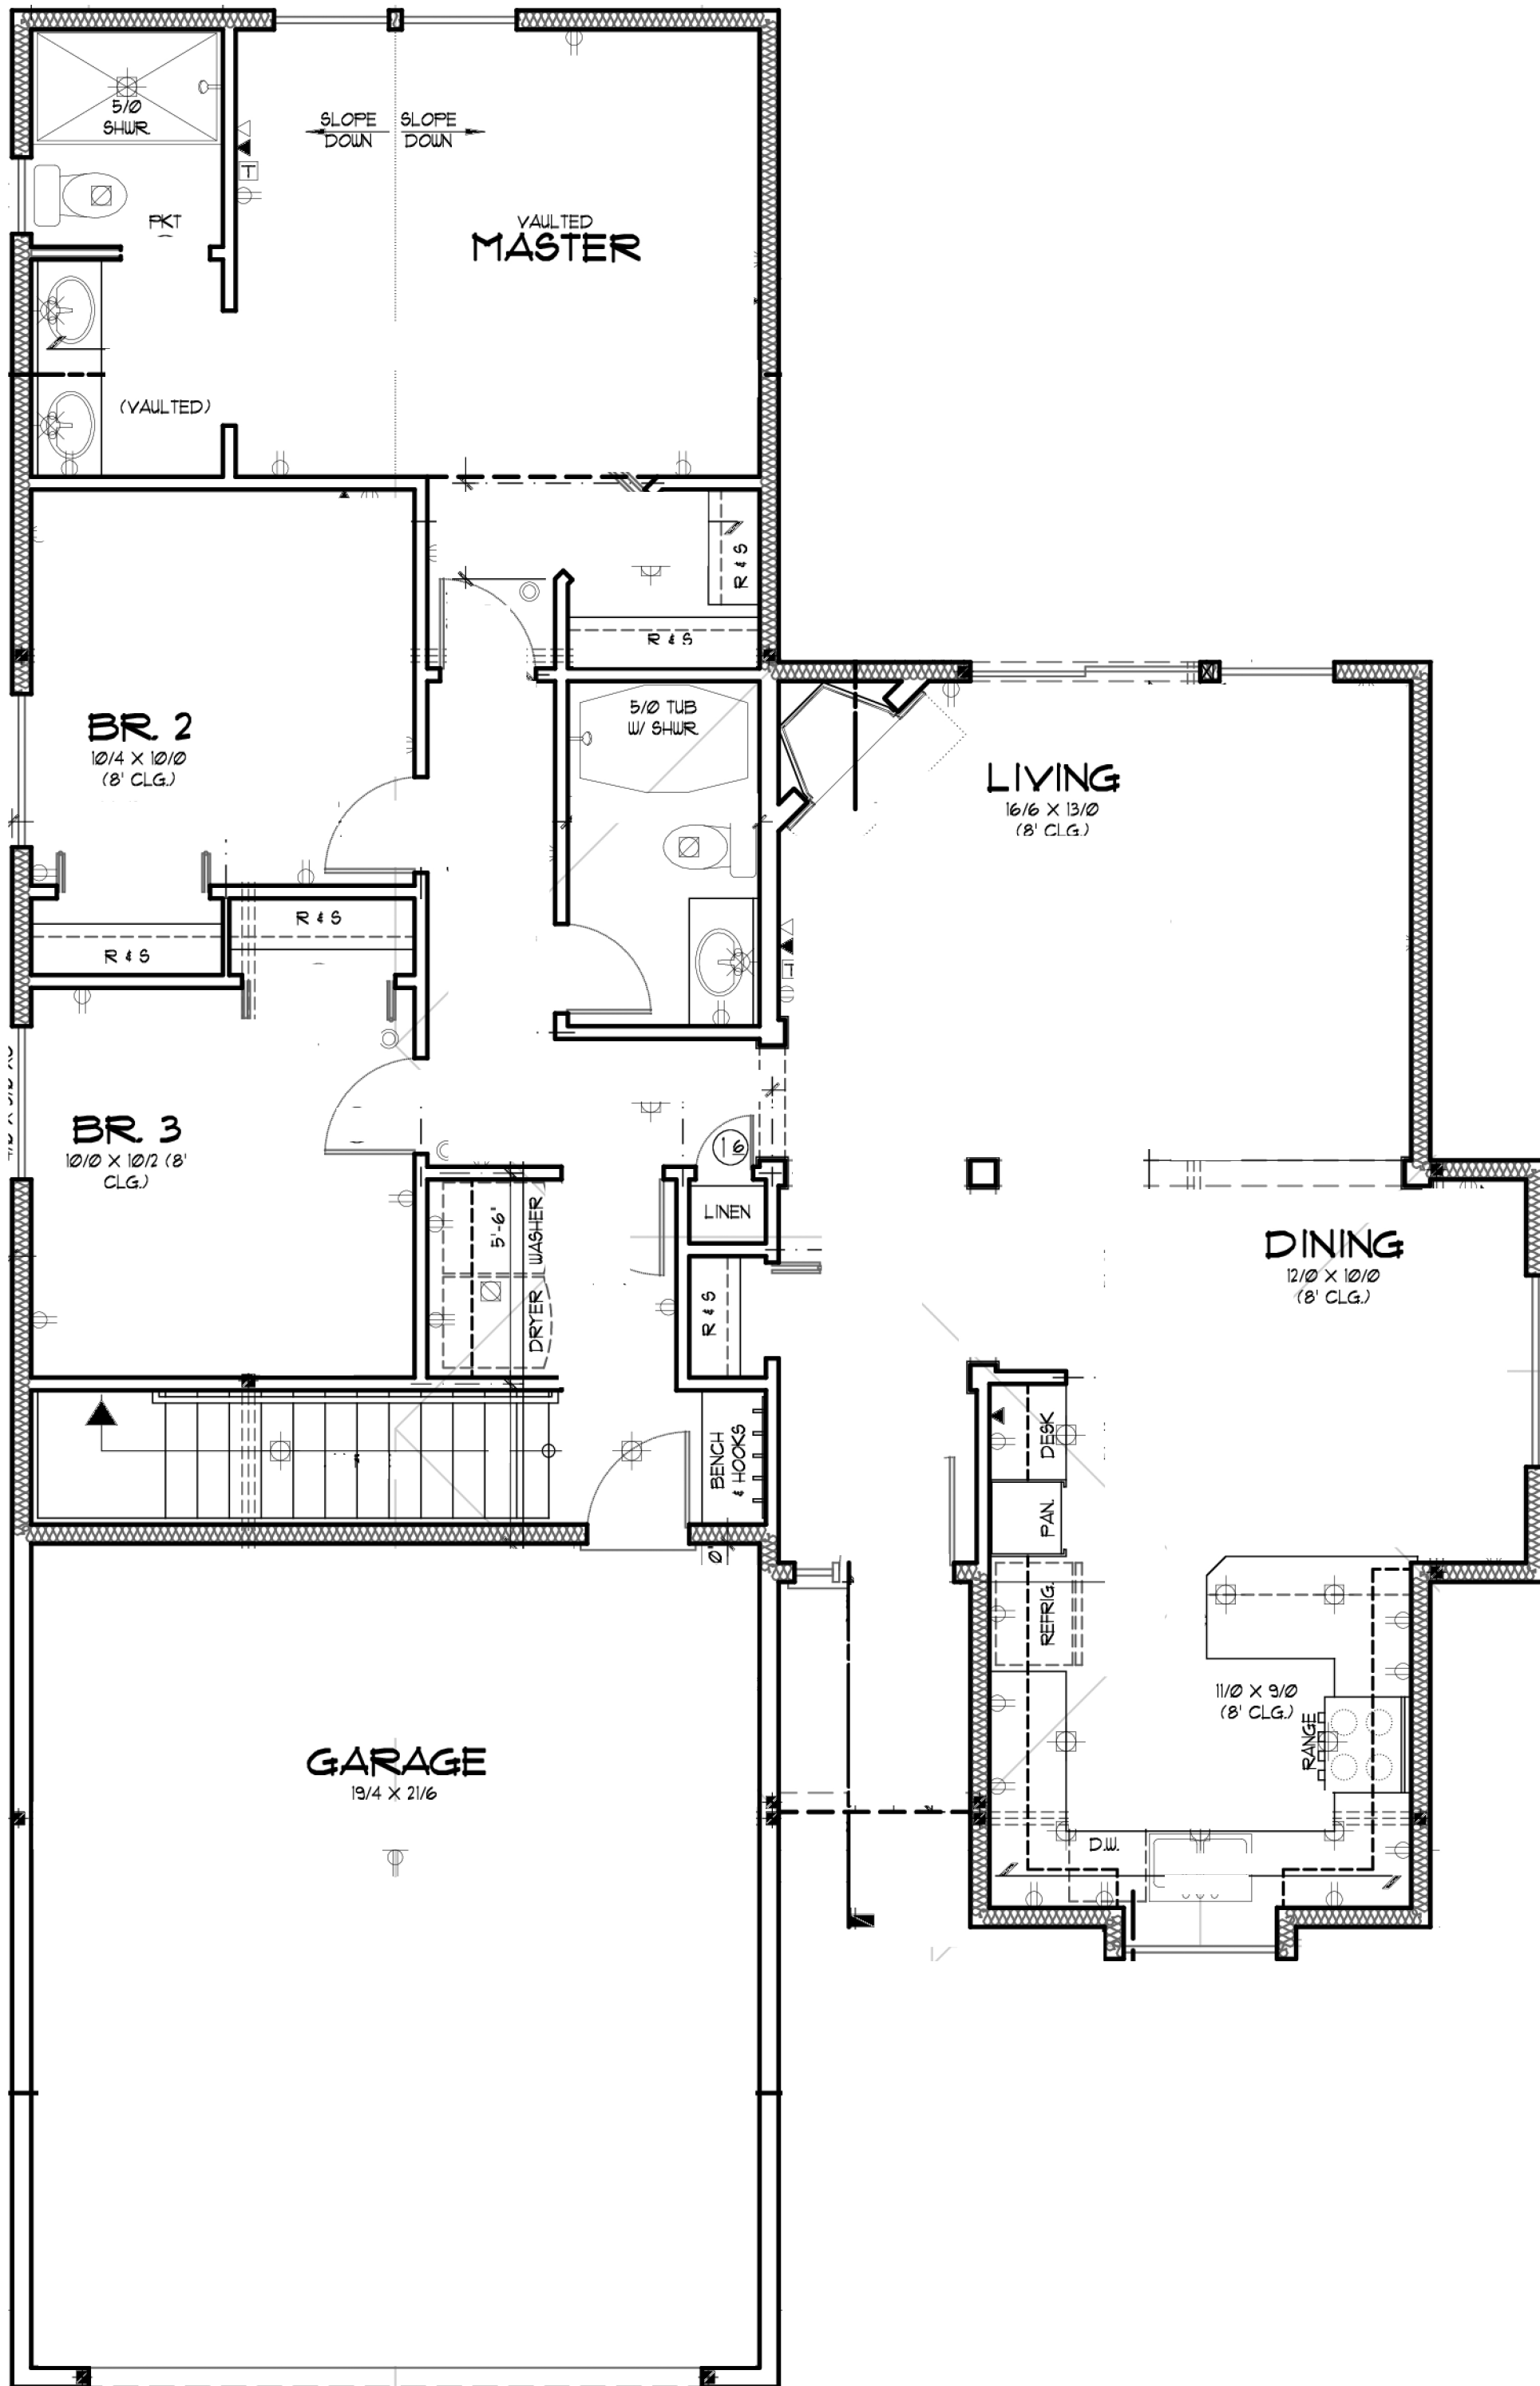 5/0
SHWR
SLOPE
DOWN
SLOPE
DOWN
T
PKT
VAULTED
MASTER
(VAULTED)
R & S
R & S
BR. 2
10/4 X 10/0
(8' CLG.)
5/0 TUB
W/ SHWR
LIVING
16/6 X 13/0
(8' CLG.)
R & S
R & S
T
BR. 3
10/0 X 10/2 (8'
CLG.)
16
LINEN
5'-6"
WASHER
DRYER
R & S
DINING
12/0 X 10/0
(8' CLG.)
BENCH
& HOOKS
DESK
PAN.
REFRIG.
11/0 X 9/0
(8' CLG.)
RANGE
D.W.
GARAGE
19/4 X 21/6